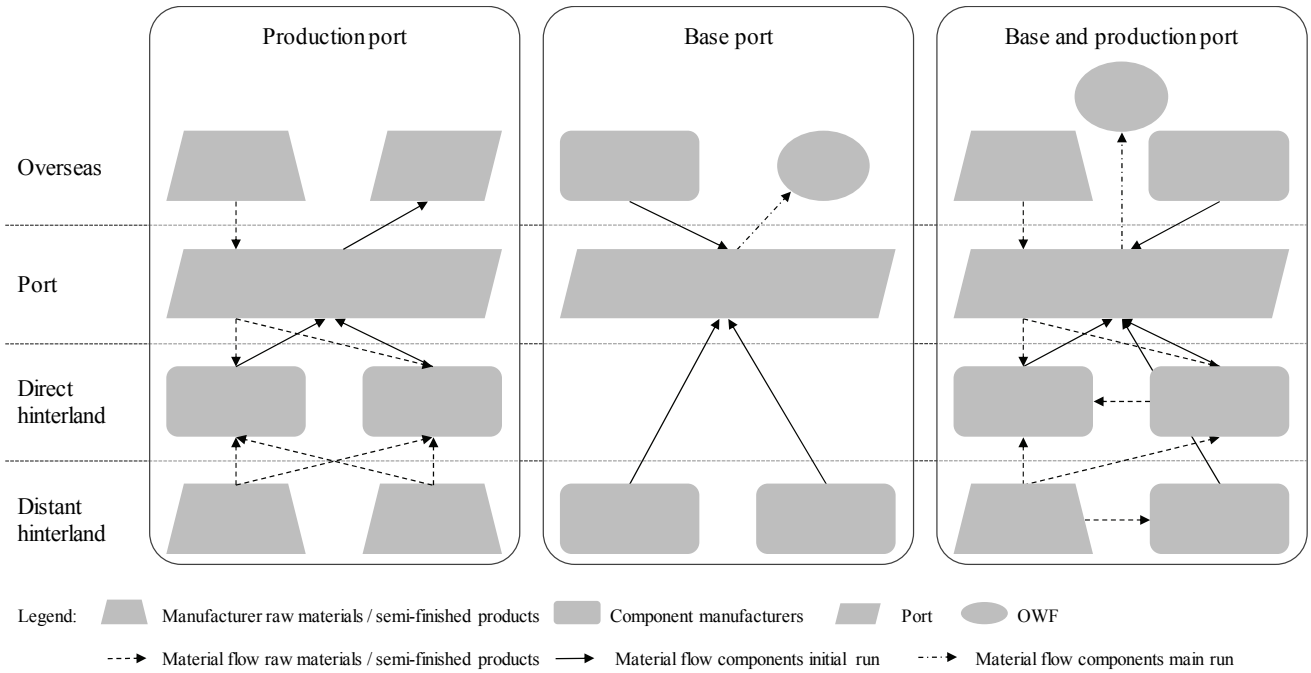 Production port
Base port
Base and production port
Overseas
Port
Direct
hinterland
Distant
hinterland
Legend:
Manufacturer raw materials / semi-finished products
Component manufacturers
Port
OWF
Material flow raw materials / semi-finished products
Material flow components initial run
Material flow components main run